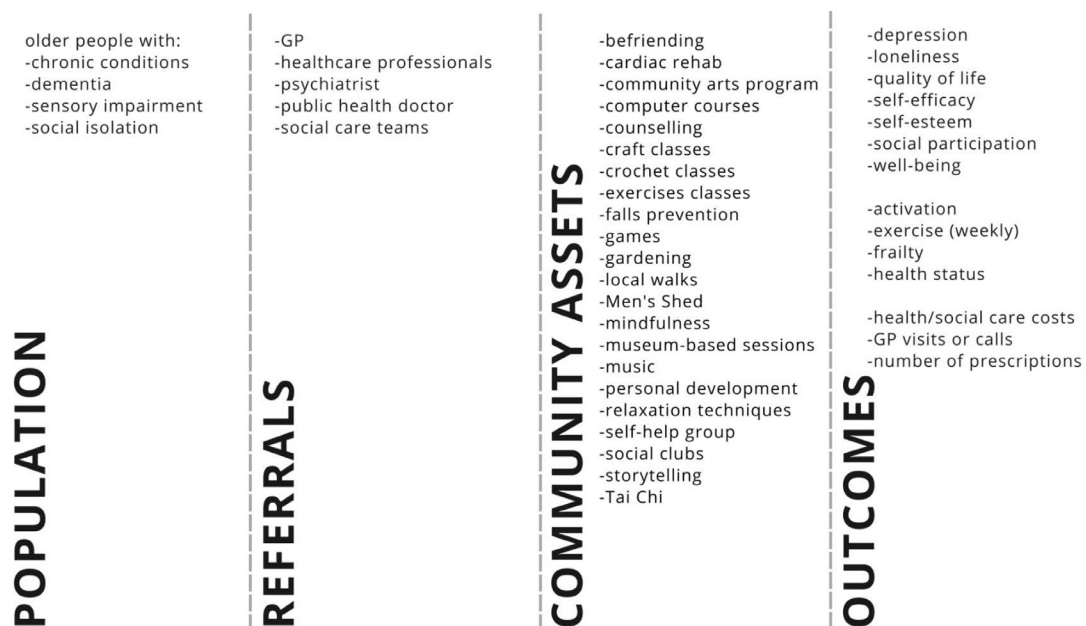 older people with:
-chronic conditions
-dementia
-sensory impairment
-social isolation
POPULATION
-GP
-healthcare professionals
-psychiatrist
-public health doctor
-social care teams
REFERRALS
-befriending
-cardiac rehab
-community arts program
-computer courses
-counselling
-craft classes
-crochet classes
-exercises classes
-falls prevention
-games
-gardening
-local walks
-Men's Shed
-mindfulness
-museum-based sessions
-music
-personal development
-relaxation techniques
-self-help group
-social clubs
-storytelling
-Tai Chi
COMMUNITY ASSETS
-depression
-loneliness
-quality of life
-self-efficacy
-self-esteem
-social participation
-well-being
-activation
-exercise (weekly)
-frailty
-health status
-health/social care costs
-GP visits or calls
-number of prescriptions
OUTCOMES